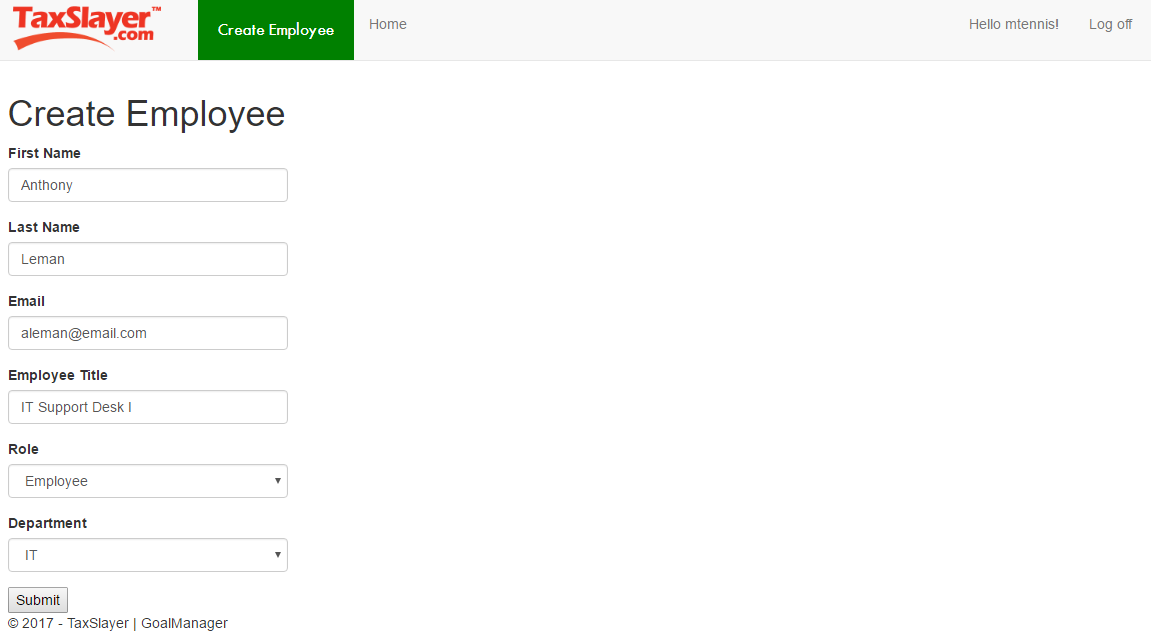 TaxSlayer™
.com
Create Employee
Home
Hello mtennis!
Log off
Create Employee
First Name
Anthony
Last Name
Leman
Email
aleman@email.com
Employee Title
IT Support Desk I
Role
Employee
Department
IT
Submit
© 2017 - TaxSlayer | GoalManager